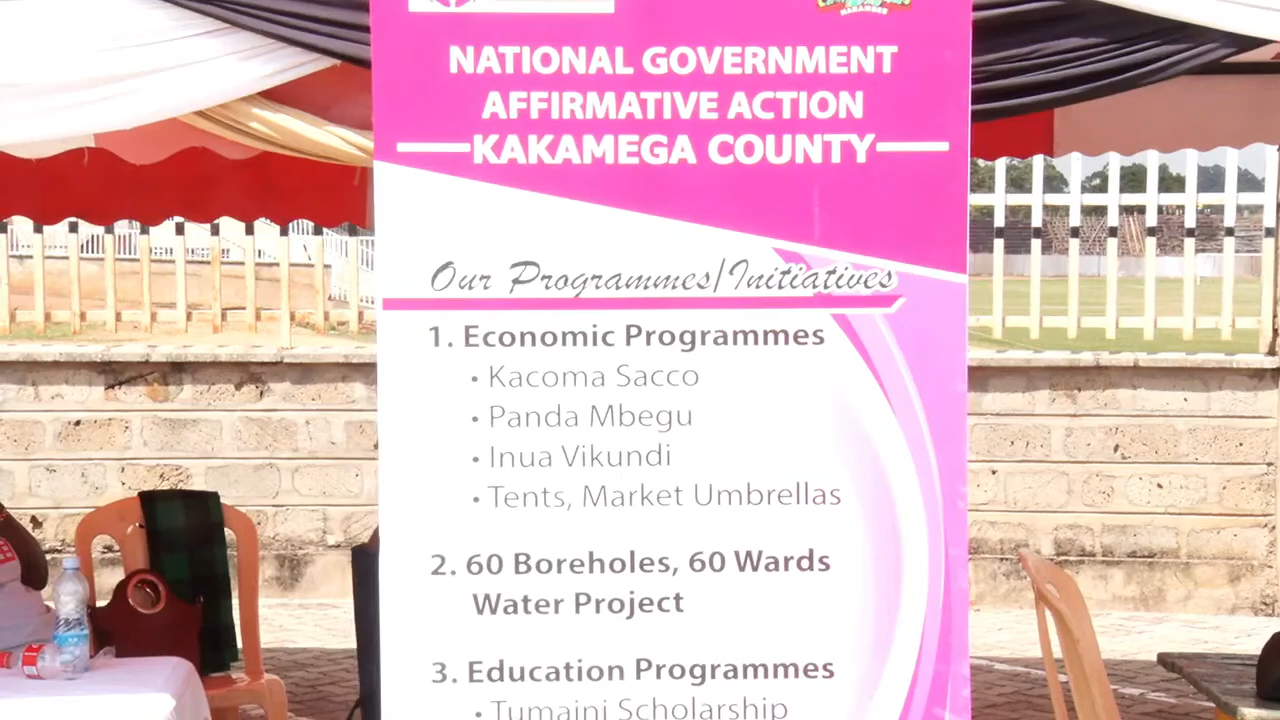 NATIONAL GOVERNMENT
AFFIRMATIVE ACTION
KAKAMEGA COUNTY
Our Programmes/Initiatives
1. Economic Programmes
• Kacoma Sacco
• Panda Mbegu
• Inua Vikundi
• Tents, Market Umbrellas
2. 60 Boreholes, 60 Wards
Water Project
3. Education Programmes
• Tumaini Scholarship